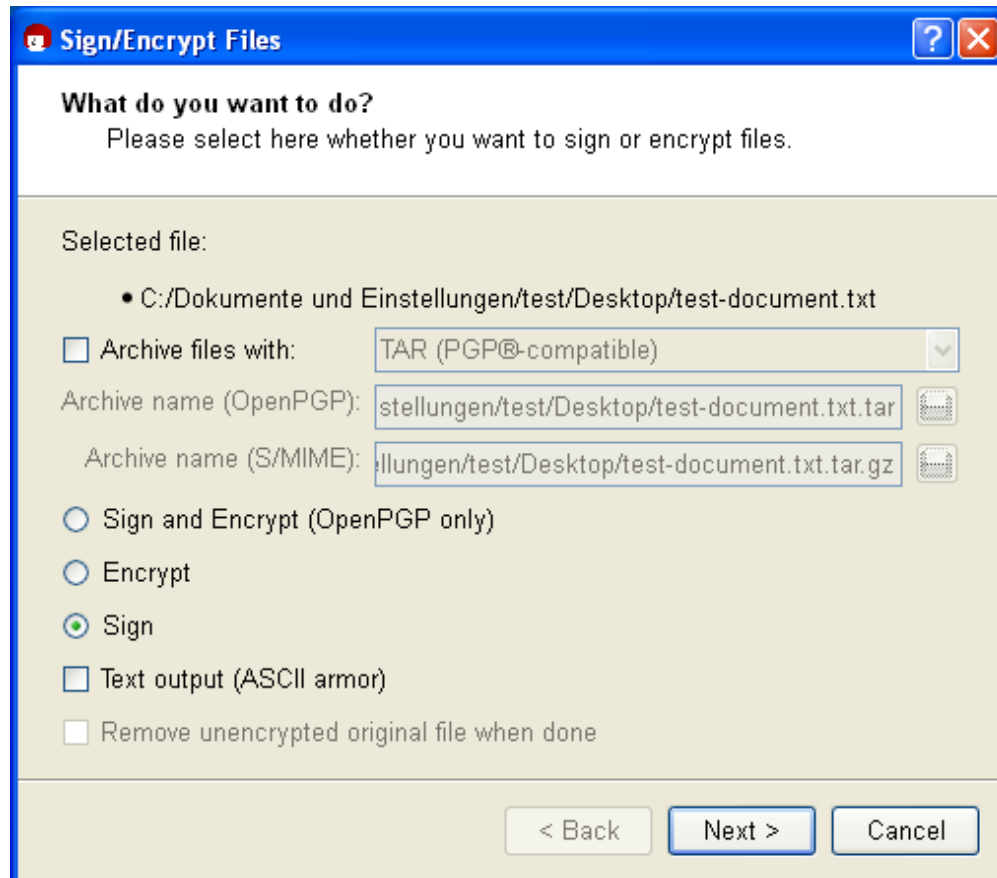 Sign/Encrypt Files
What do you want to do?
Please select here whether you want to sign or encrypt files.
Selected file:
• C:/Dokumente und Einstellungen/test/Desktop/test-document.txt
Archive files with: TAR (PGP®-compatible)
Archive name (OpenPGP): stellungen/test/Desktop/test-document.txt.tar
Archive name (S/MIME): llungen/test/Desktop/test-document.txt.tar.gz
Sign and Encrypt (OpenPGP only)
Encrypt
Sign
Text output (ASCII armor)
Remove unencrypted original file when done
< Back Next > Cancel